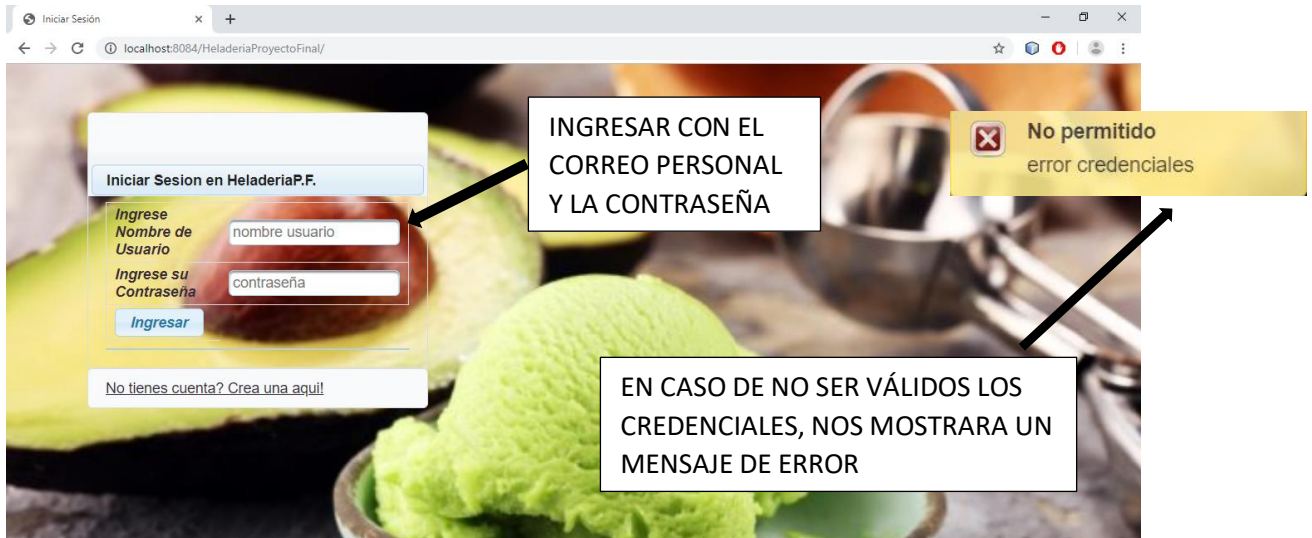 Iniciar Sesión
localhost:8084/HeladeriaProyectoFinal/
INGRESAR CON EL
CORREO PERSONAL
Y LA CONTRASEÑA
No permitido
error credenciales
Iniciar Sesion en HeladeriaP.F.
Ingrese
Nombre de
Usuario
nombre usuario
Ingrese su
Contraseña
contraseña
Ingresar
No tienes cuenta? Crea una aqui!
EN CASO DE NO SER VÁLIDOS LOS
CREDENCIALES, NOS MOSTRARA UN
MENSAJE DE ERROR